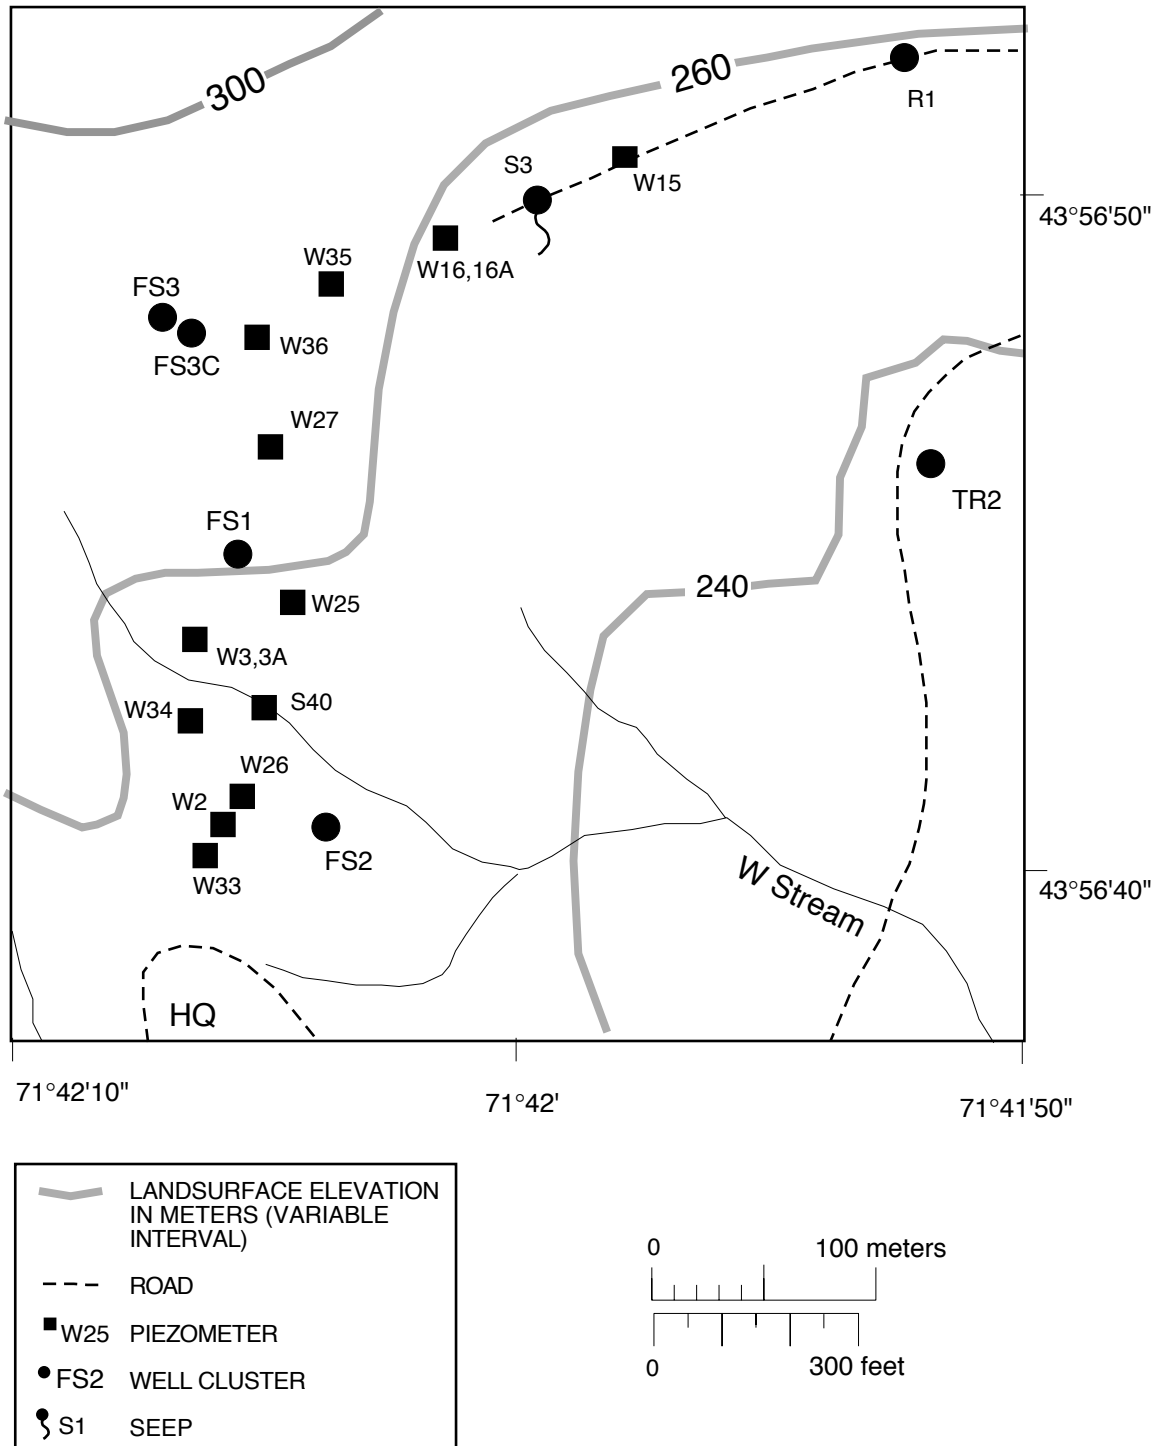 300
260
R1
S3
W15
43°56'50"
W16,16A
W35
FS3
FS3C
W36
W27
TR2
FS1
240
W25
W3,3A
W34
S40
W26
W2
FS2
W33
W Stream
43°56'40"
HQ
71°42'10"
71°42'
71°41'50"
LANDSURFACE ELEVATION
IN METERS (VARIABLE
INTERVAL)
ROAD
W25 PIEZOMETER
FS2 WELL CLUSTER
S1 SEEP
0 100 meters
0 300 feet